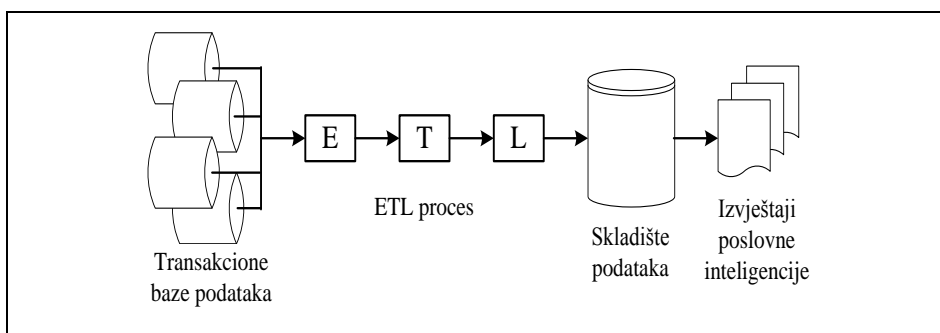 E
T
L
ETL proces
Transakcione
baze podataka
Skladište
podataka
Izvještaji
poslovne
inteligencije